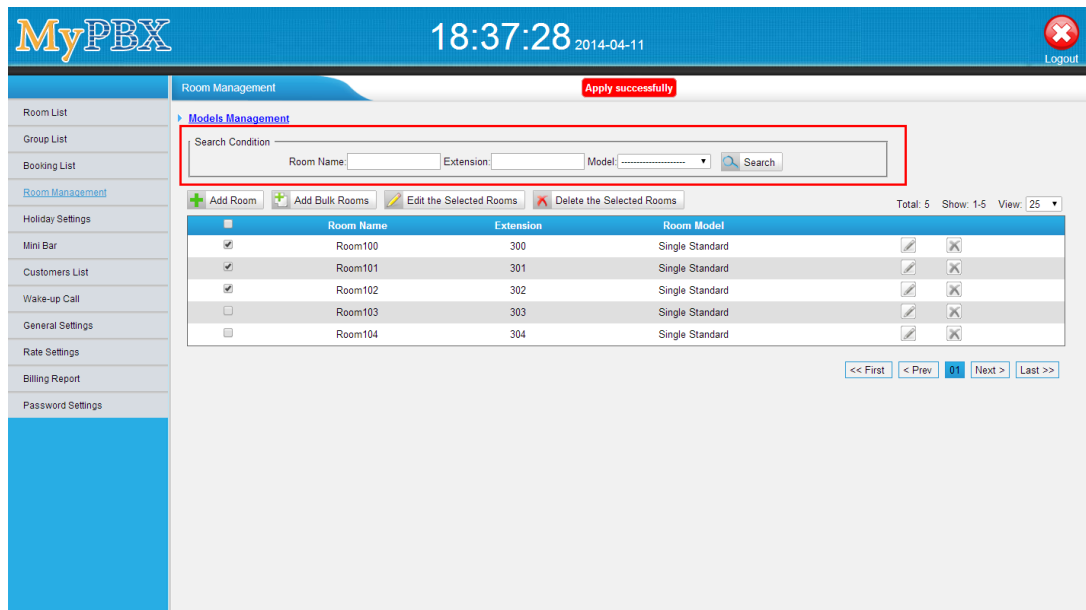 MyPBX
18:37:28 2014-04-11
Logout
Room Management
Apply successfully
Room List
Group List
Booking List
Room Management
Holiday Settings
Mini Bar
Customers List
Wake-up Call
General Settings
Rate Settings
Billing Report
Password Settings
Models Management
Search Condition
Room Name: Extension: Model: --------------------- Search
Add Room Add Bulk Rooms Edit the Selected Rooms Delete the Selected Rooms Total: 5 Show: 1-5 View: 25
Room Name Extension Room Model
Room100 300 Single Standard
Room101 301 Single Standard
Room102 302 Single Standard
Room103 303 Single Standard
Room104 304 Single Standard
<< First < Prev 01 Next > Last >>